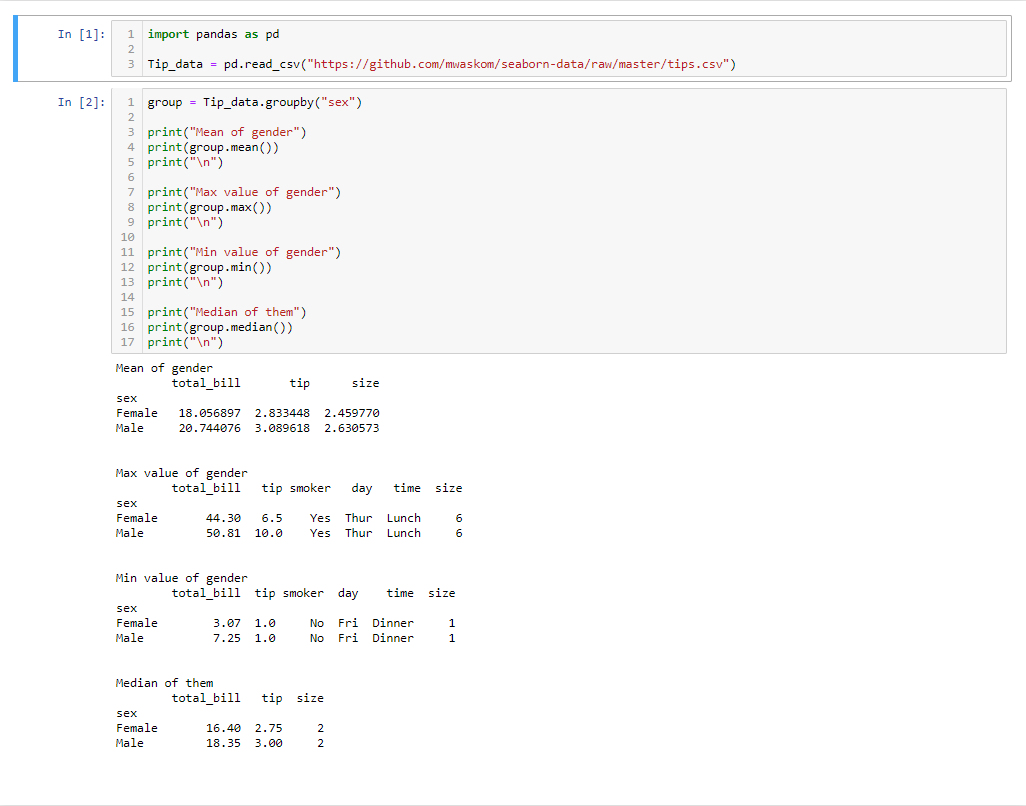 In [1]:
1 import pandas as pd
2
3 Tip_data = pd.read_csv("https://github.com/mwaskom/seaborn-data/raw/master/tips.csv")
In [2]:
1 group = Tip_data.groupby("sex")
2
3 print("Mean of gender")
4 print(group.mean())
5 print("\n")
6
7 print("Max value of gender")
8 print(group.max())
9 print("\n")
10
11 print("Min value of gender")
12 print(group.min())
13 print("\n")
14
15 print("Median of them")
16 print(group.median())
17 print("\n")
Mean of gender
total_bill tip size
sex
Female 18.056897 2.833448 2.459770
Male 20.744076 3.089618 2.630573
Max value of gender
total_bill tip smoker day time size
sex
Female 44.30 6.5 Yes Thur Lunch 6
Male 50.81 10.0 Yes Thur Lunch 6
Min value of gender
total_bill tip smoker day time size
sex
Female 3.07 1.0 No Fri Dinner 1
Male 7.25 1.0 No Fri Dinner 1
Median of them
total_bill tip size
sex
Female 16.40 2.75 2
Male 18.35 3.00 2